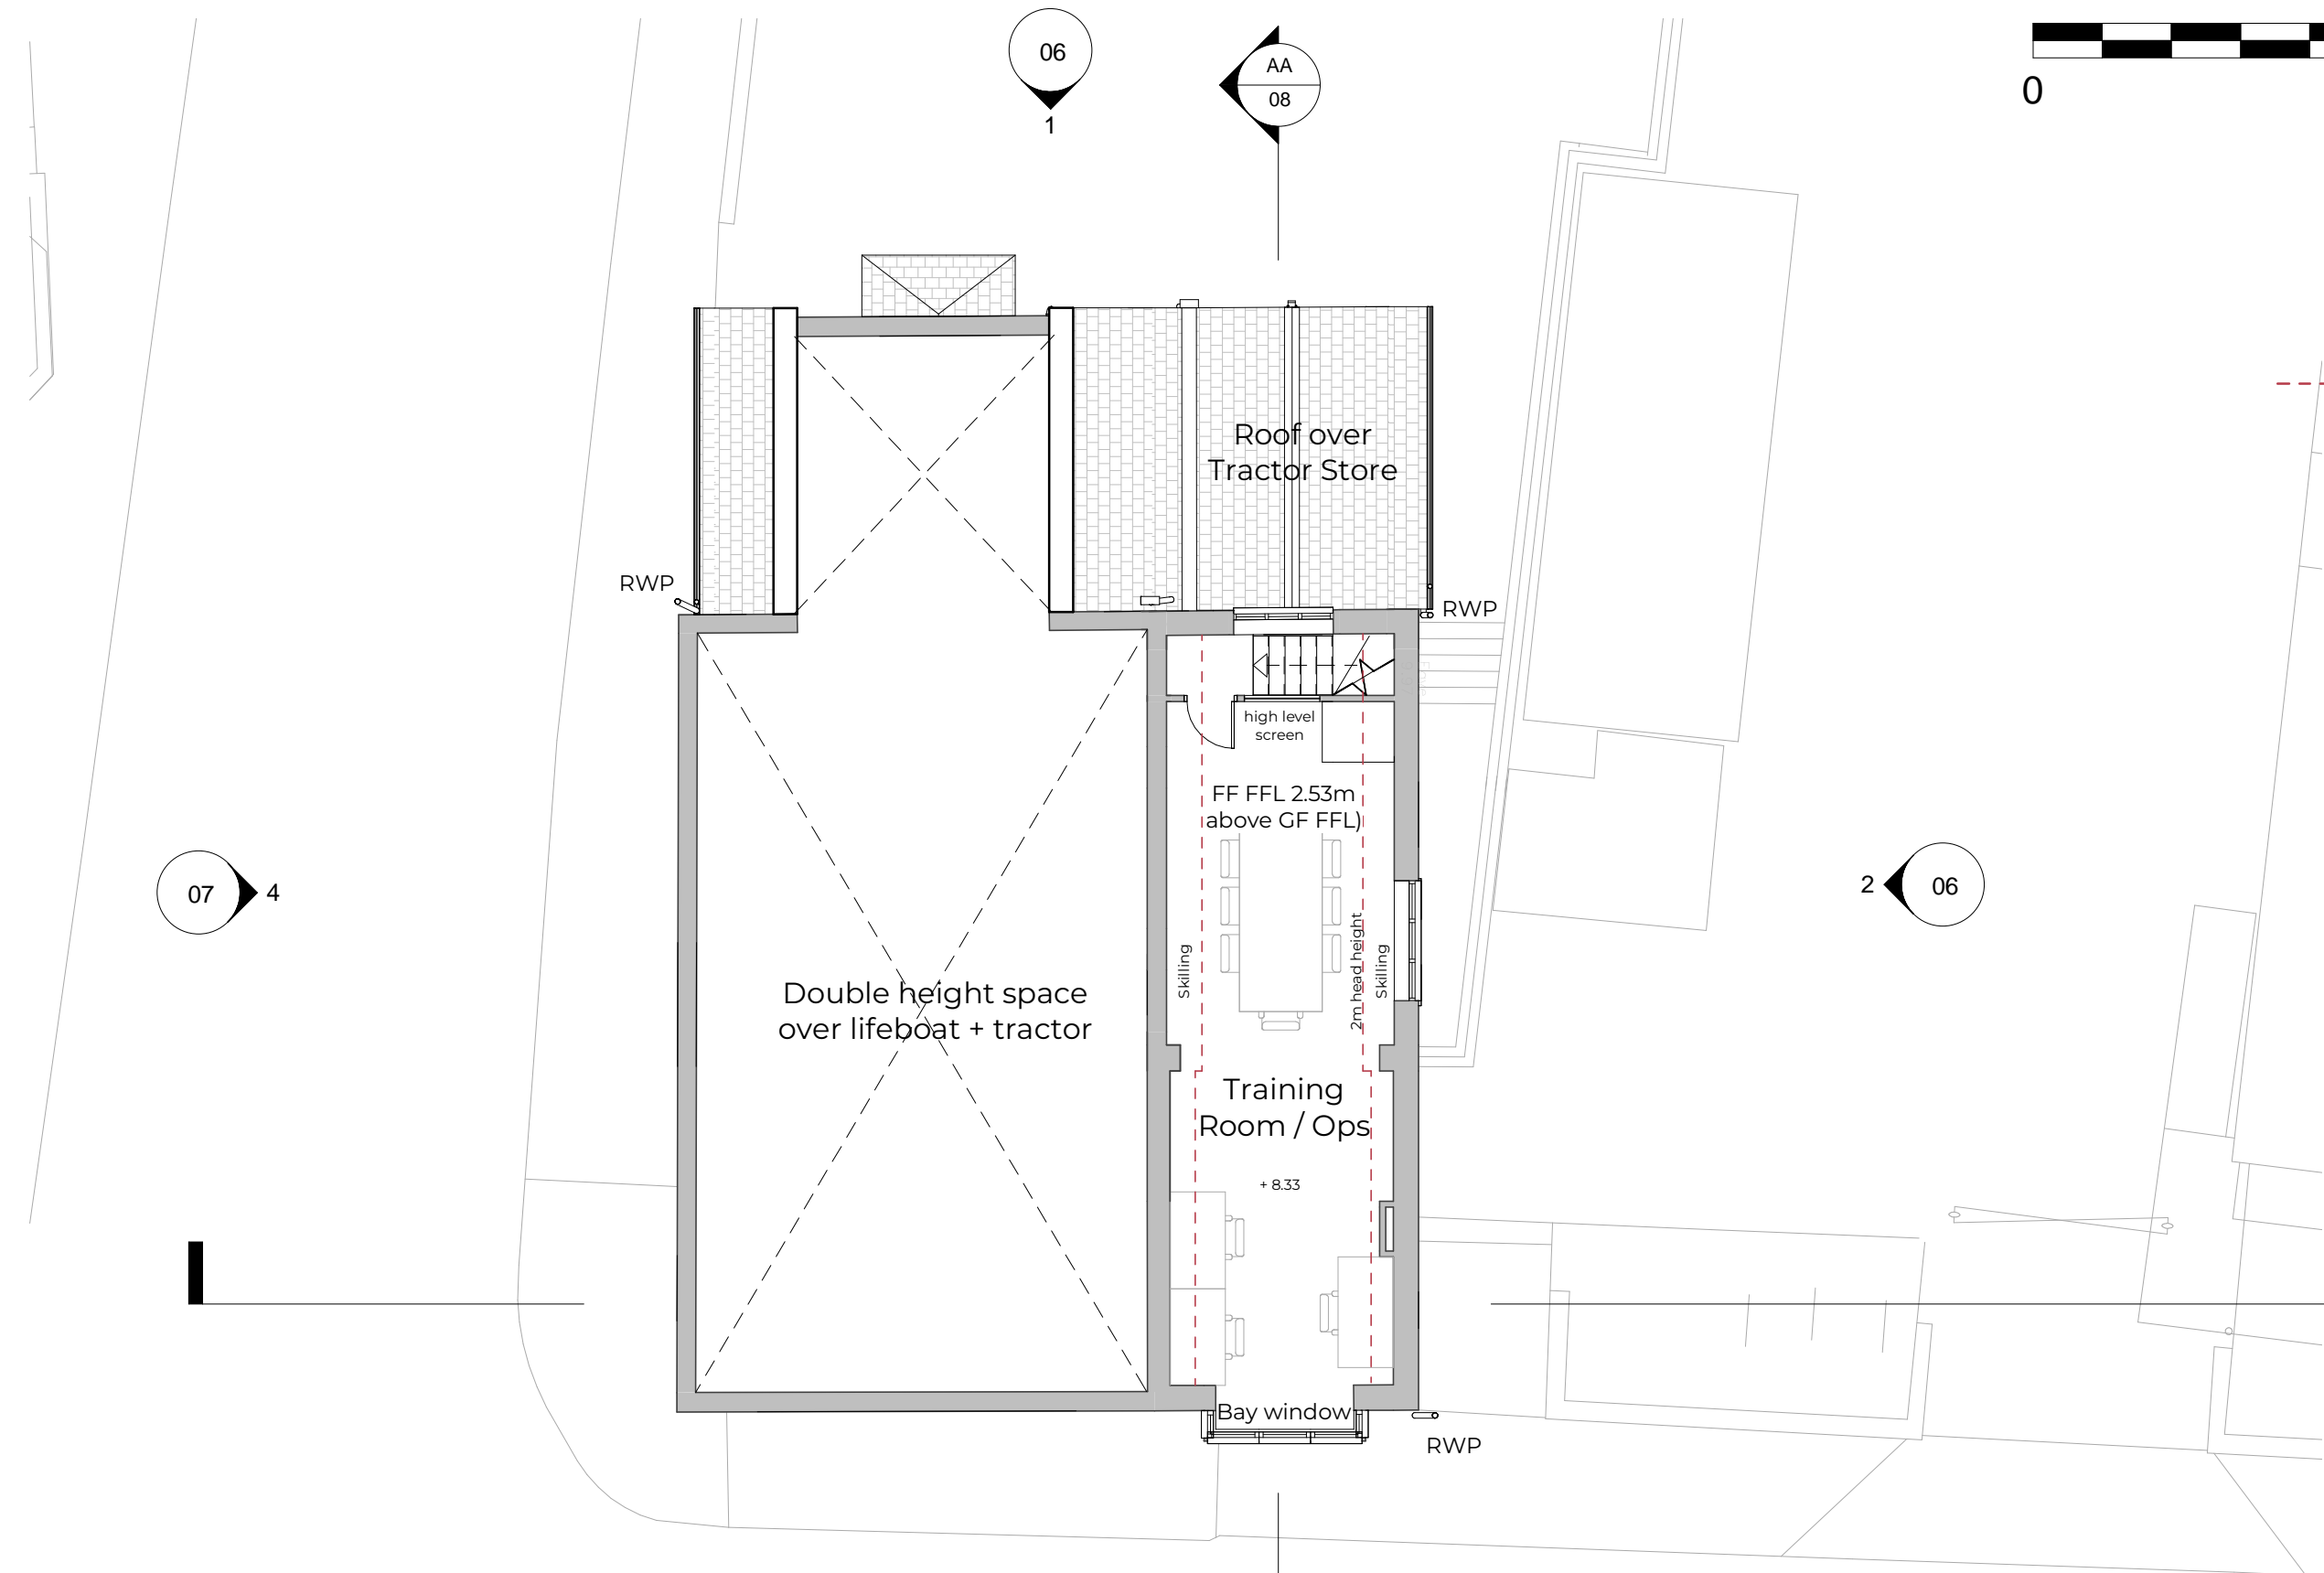 06
1
AA
08
0
Roof over
Tractor Store
RWP
RWP
high level
screen
FF FFL 2.53m
above GF FFL)
07
4
2
06
Skilling
2m head height
Skilling
Double height space
over lifeboat + tractor
Training
Room / Ops
+ 8.33
Bay window
RWP